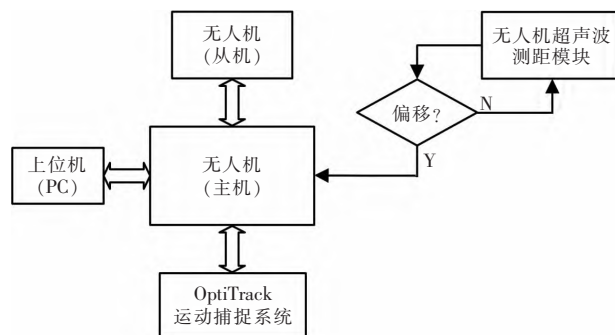 无人机
(从机)
无人机超声波
测距模块
偏移?
N
Y
上位机
(PC)
无人机
(主机)
OptiTrack
运动捕捉系统